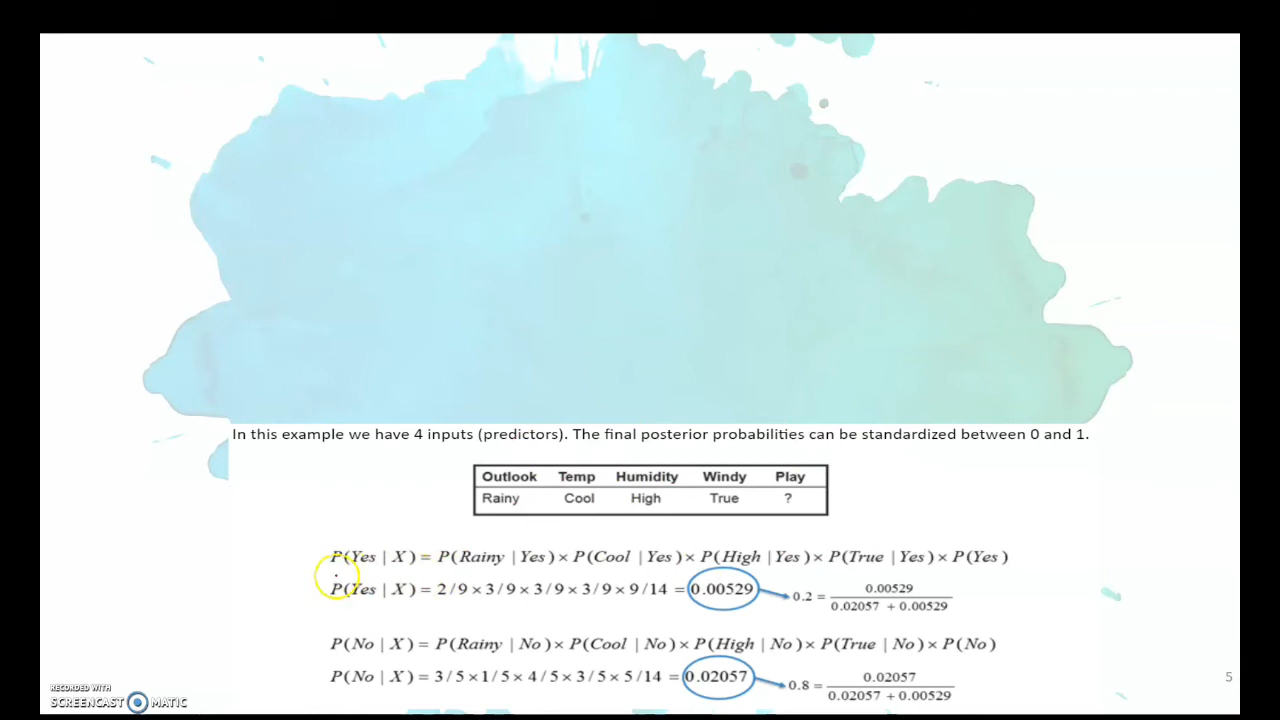 In this example we have 4 inputs (predictors). The final posterior probabilities can be standardized between 0 and 1.
Outlook Temp Humidity Windy Play
Rainy Cool High True ?
P(Yes | X) = P(Rainy | Yes) × P(Cool | Yes) × P(High | Yes) × P(True | Yes) × P(Yes)
P(Yes | X) = 2/9 × 3/9 × 3/9 × 3/9 × 9/14 = 0.00529
0.2 = 0.00529
0.02057 + 0.00529
P(No | X) = P(Rainy | No) × P(Cool | No) × P(High | No) × P(True | No) × P(No)
P(No | X) = 3/5 × 1/5 × 4/5 × 3/5 × 5/14 = 0.02057
0.8 = 0.02057
0.02057 + 0.00529
5
RECORDED WITH
SCREENCAST MATIC